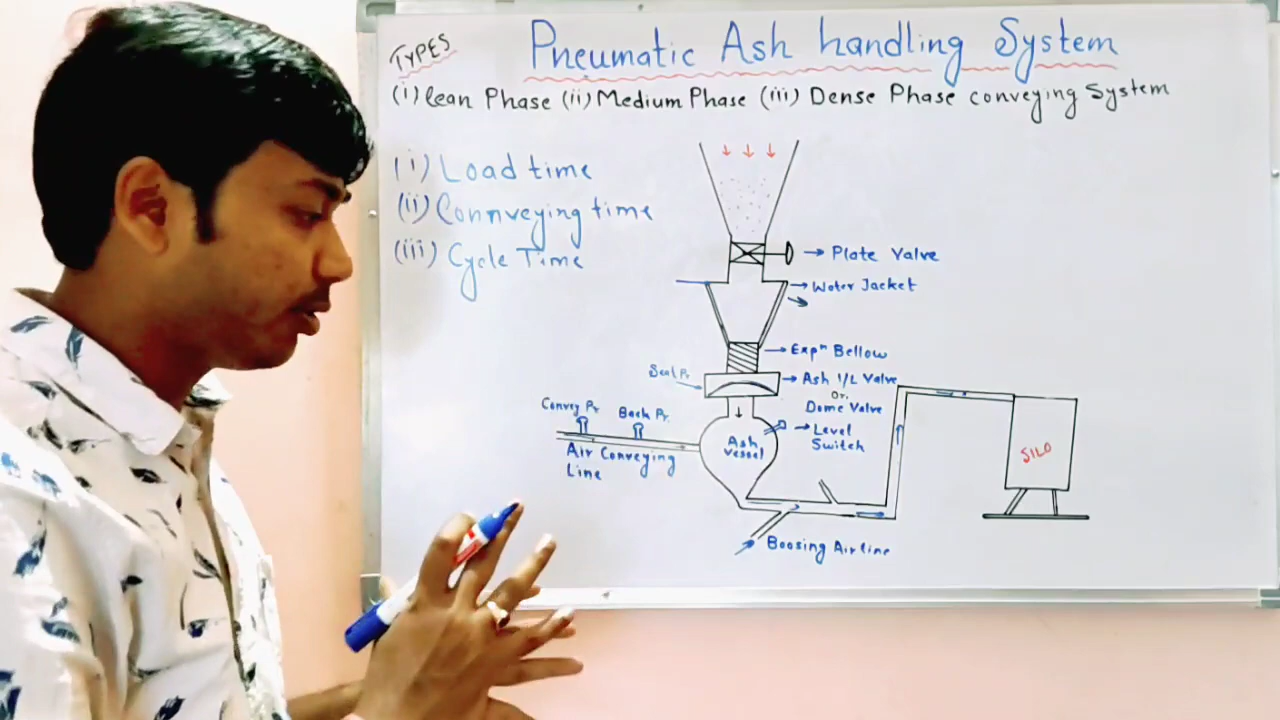 TYPES
Pneumatic Ash handling System
(i) lean Phase (ii) Medium Phase (iii) Dense Phase conveying System
(i) Load time
(ii) Connveying time
(iii) Cycle Time
Plate Valve
Water Jacket
Expⁿ Bellow
Seal Pr.
Ash I/L Valve
Or.
Dome Valve
Level
Switch
Convey Pr.
Back Pr.
Air Conveying
Line
Ash
Vessel
SILO
Boosing Airline